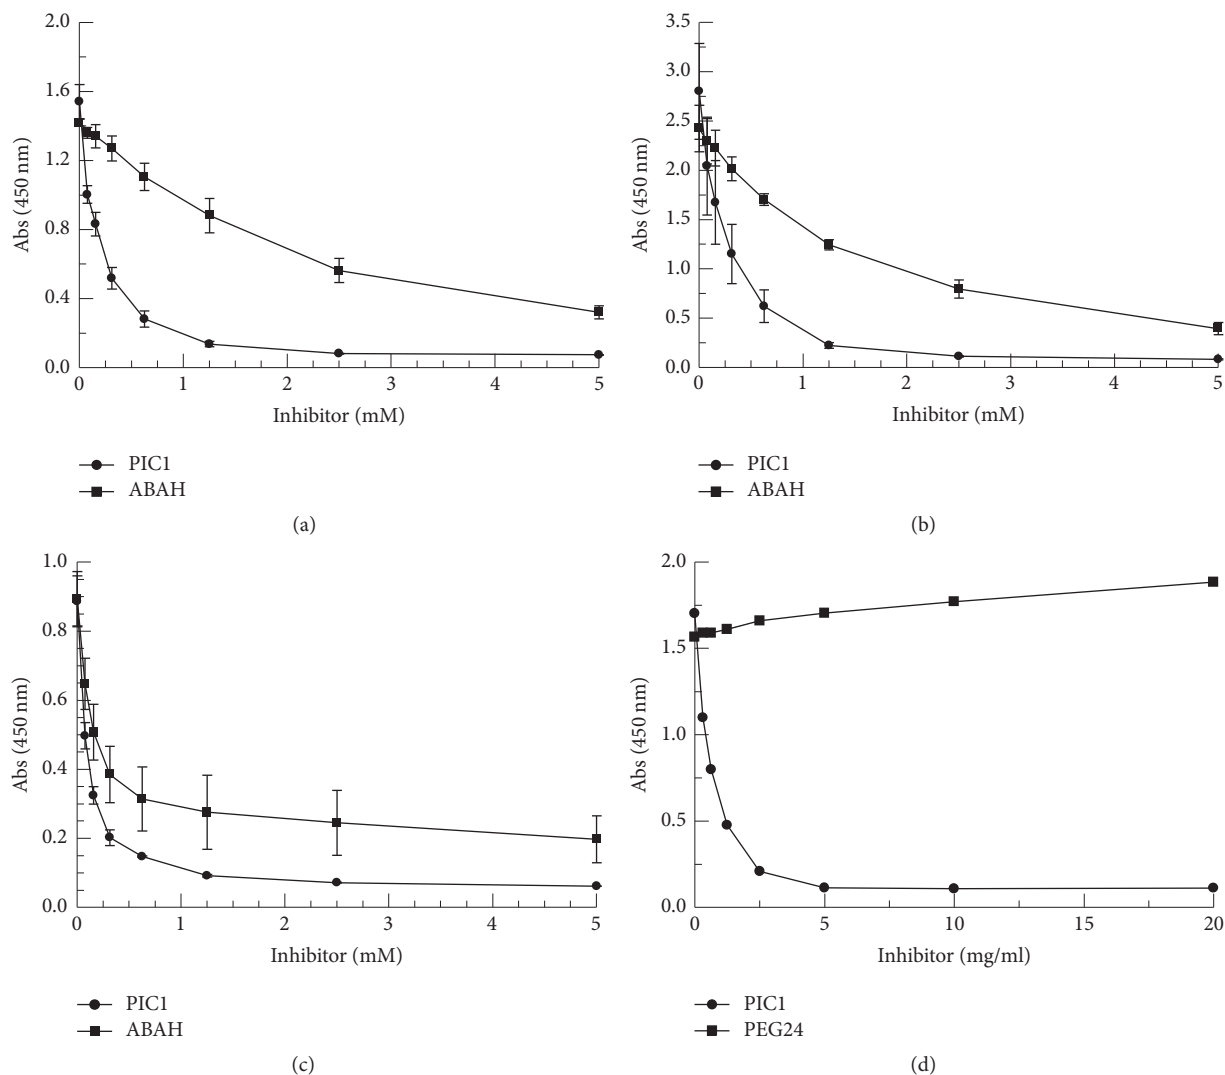 2.0
1.6
1.2
0.8
0.4
0.0
Abs (450 nm)
0 1 2 3 4 5
Inhibitor (mM)
PIC1
ABAH
(a)
3.5
3.0
2.5
2.0
1.5
1.0
0.5
0.0
Abs (450 nm)
0 1 2 3 4 5
Inhibitor (mM)
PIC1
ABAH
(b)
1.0
0.8
0.6
0.4
0.2
0.0
Abs (450 nm)
0 1 2 3 4 5
Inhibitor (mM)
PIC1
ABAH
(c)
2.0
1.5
1.0
0.5
0.0
Abs (450 nm)
0 5 10 15 20
Inhibitor (mg/ml)
PIC1
PEG24
(d)